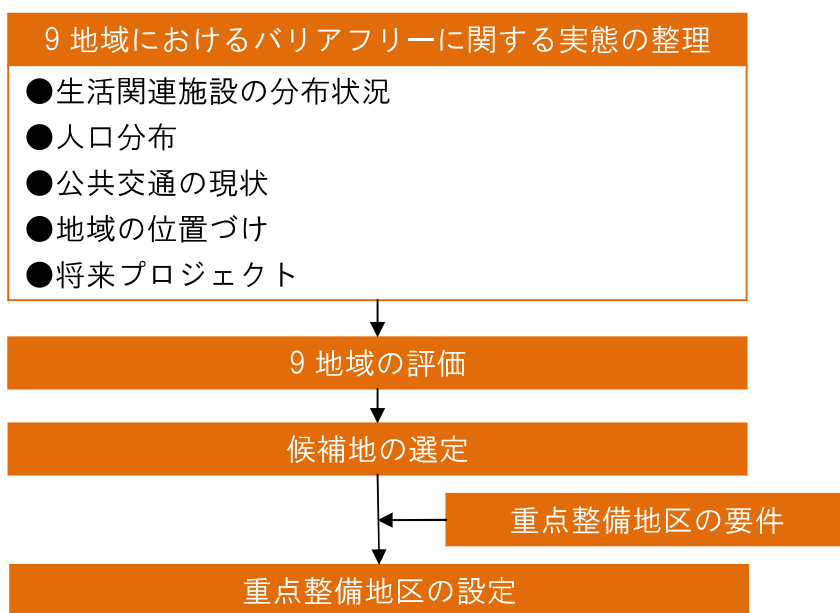 9 地域におけるバリアフリーに関する実態の整理
●生活関連施設の分布状況
●人口分布
●公共交通の現状
●地域の位置づけ
●将来プロジェクト
9 地域の評価
候補地の選定
重点整備地区の要件
重点整備地区の設定